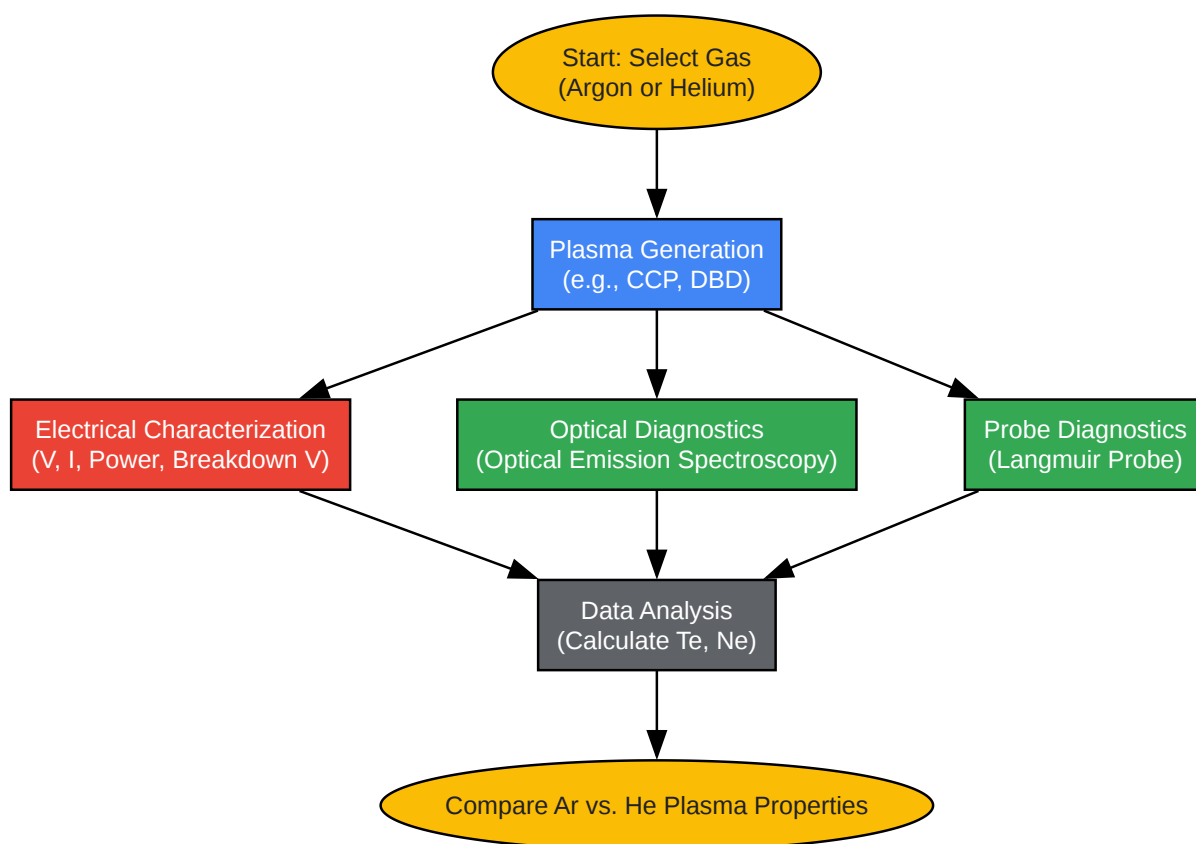 Start: Select Gas
(Argon or Helium)
Plasma Generation
(e.g., CCP, DBD)
Electrical Characterization
(V, I, Power, Breakdown V)
Optical Diagnostics
(Optical Emission Spectroscopy)
Probe Diagnostics
(Langmuir Probe)
Data Analysis
(Calculate Te, Ne)
Compare Ar vs. He Plasma Properties